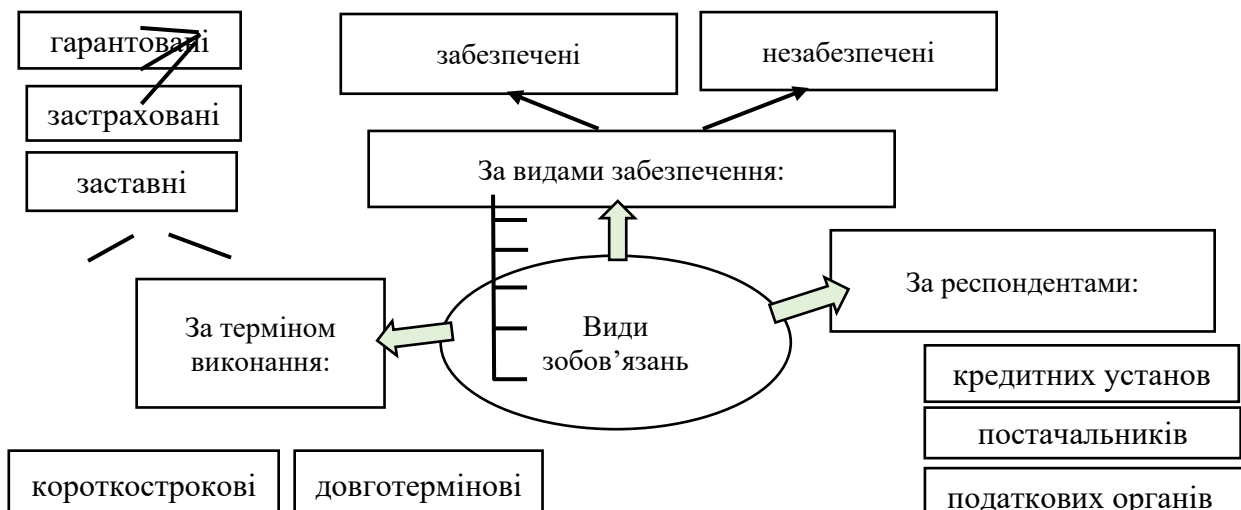 гарантовані
застраховані
заставні
забезпечені
незабезпечені
За видами забезпечення:
За респондентами:
За терміном
виконання:
Види
зобов’язань
кредитних установ
постачальників
податкових органів
короткострокові
довготермінові